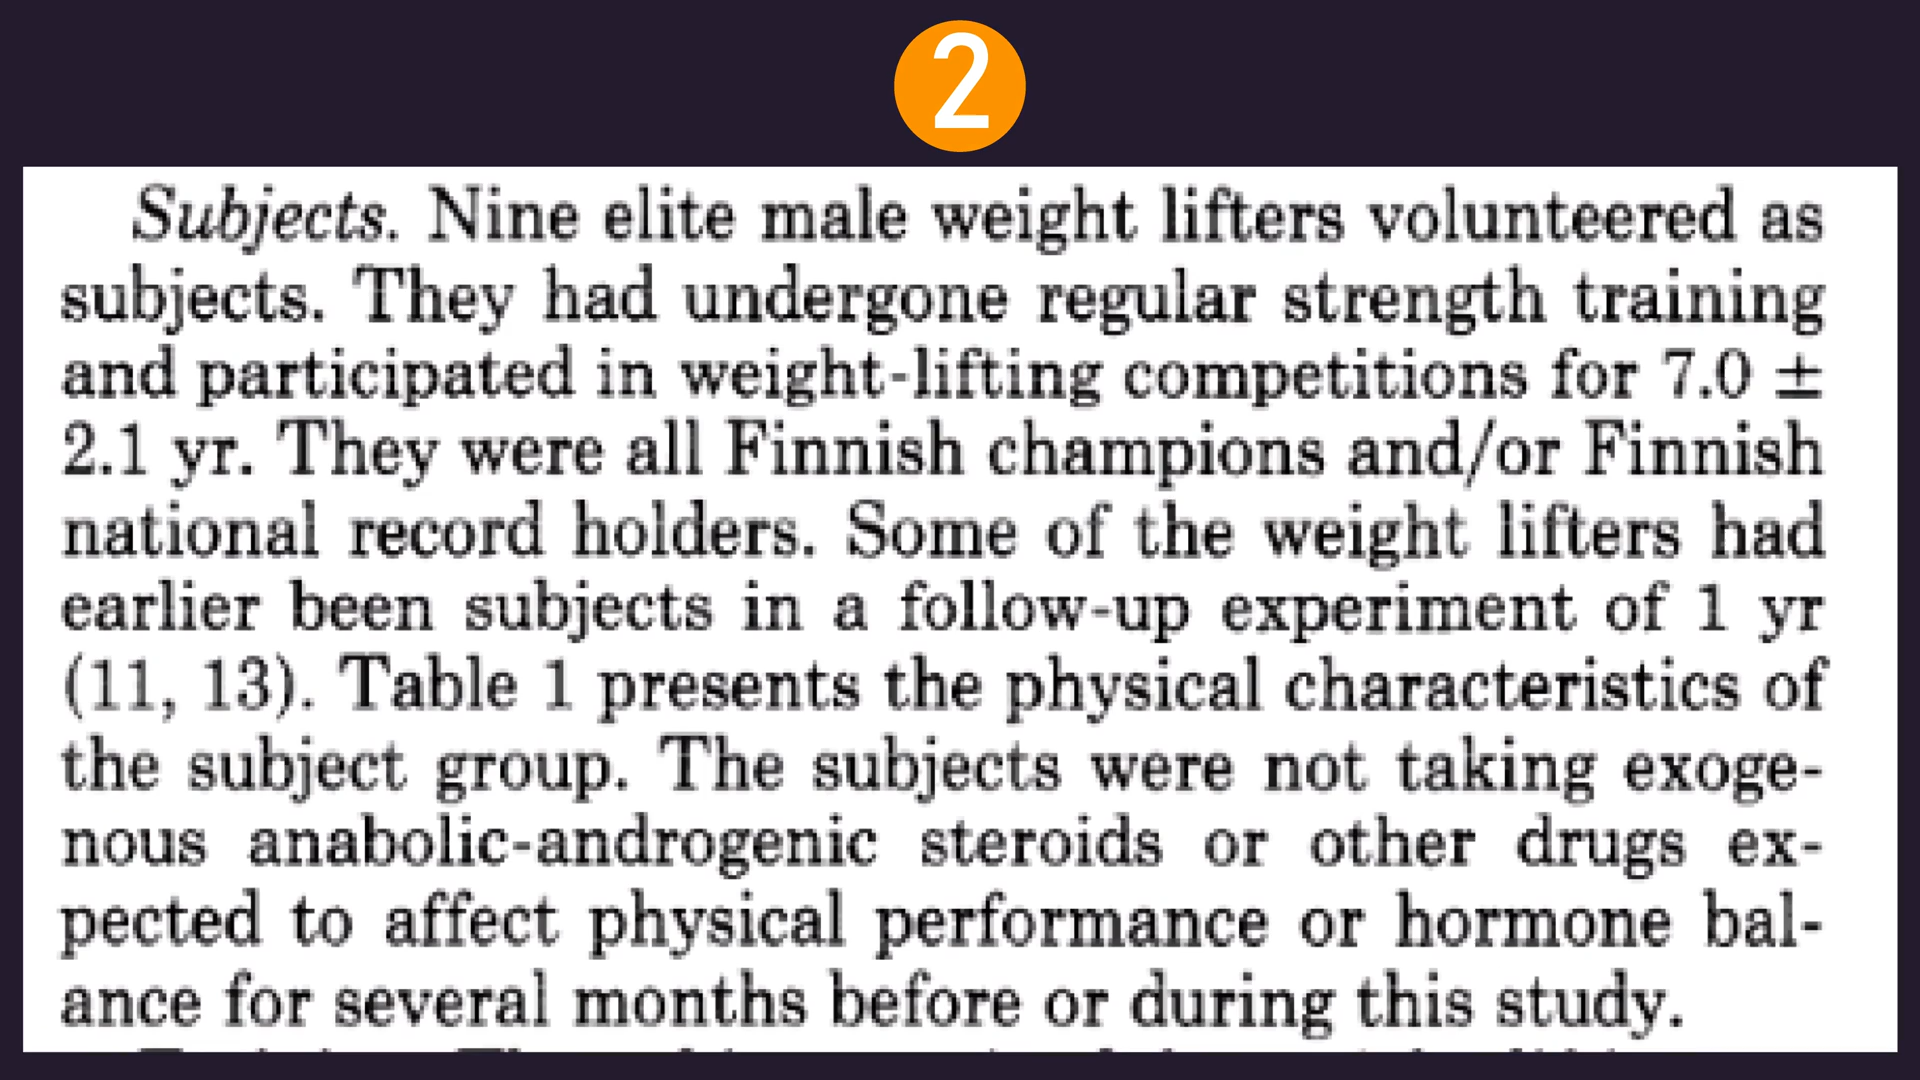 2
Subjects. Nine elite male weight lifters volunteered as
subjects. They had undergone regular strength training
and participated in weight-lifting competitions for 7.0 ±
2.1 yr. They were all Finnish champions and/or Finnish
national record holders. Some of the weight lifters had
earlier been subjects in a follow-up experiment of 1 yr
(11, 13). Table 1 presents the physical characteristics of
the subject group. The subjects were not taking exoge-
nous anabolic-androgenic steroids or other drugs ex-
pected to affect physical performance or hormone bal-
ance for several months before or during this study.